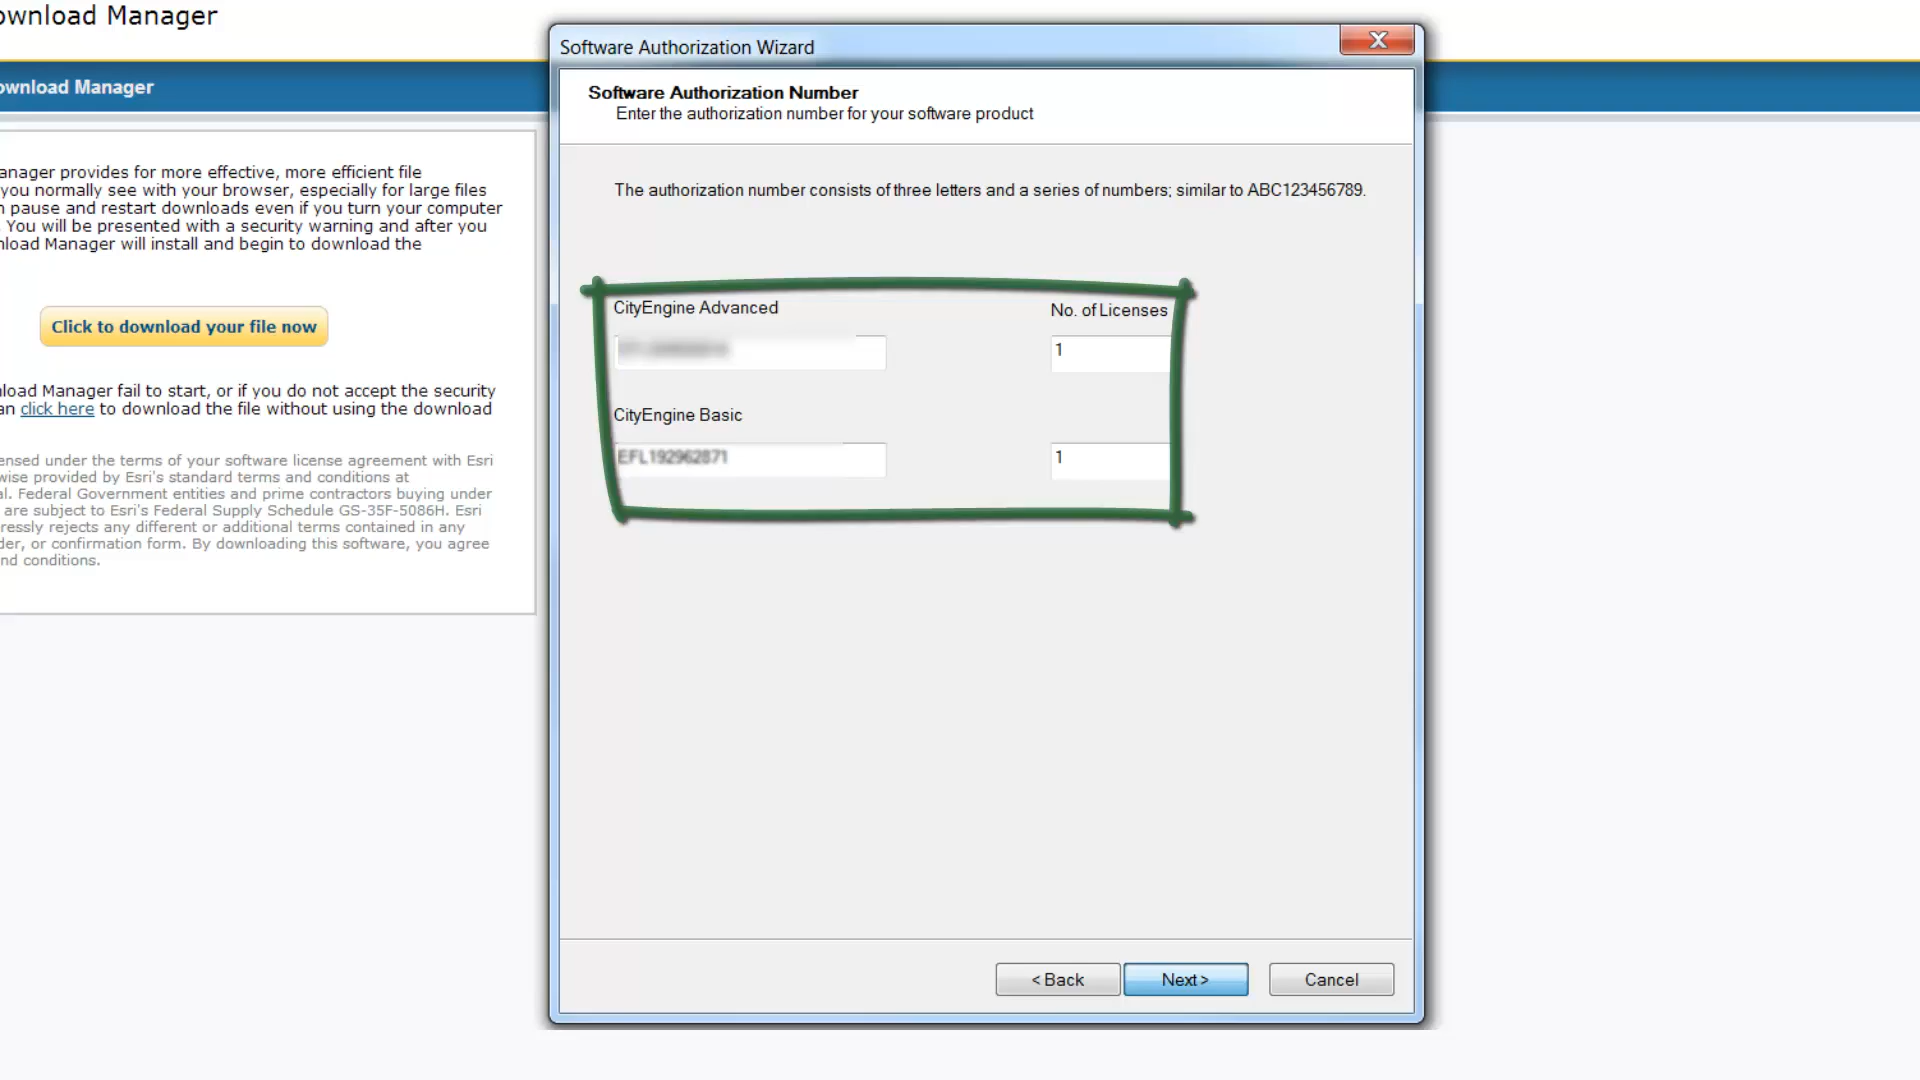 ownload Manager
ownload Manager
anager provides for more effective, more efficient file
you normally see with your browser, especially for large files
n pause and restart downloads even if you turn your computer
. You will be presented with a security warning and after you
nload Manager will install and begin to download the
Click to download your file now
load Manager fail to start, or if you do not accept the security
an click here to download the file without using the download
ensed under the terms of your software license agreement with Esri
wise provided by Esri's standard terms and conditions at
al. Federal Government entities and prime contractors buying under
are subject to Esri's Federal Supply Schedule GS-35F-5086H. Esri
ressly rejects any different or additional terms contained in any
der, or confirmation form. By downloading this software, you agree
nd conditions.
Software Authorization Wizard
X
Software Authorization Number
Enter the authorization number for your software product
The authorization number consists of three letters and a series of numbers; similar to ABC123456789.
CityEngine Advanced
No. of Licenses
1
CityEngine Basic
1
< Back
Next >
Cancel